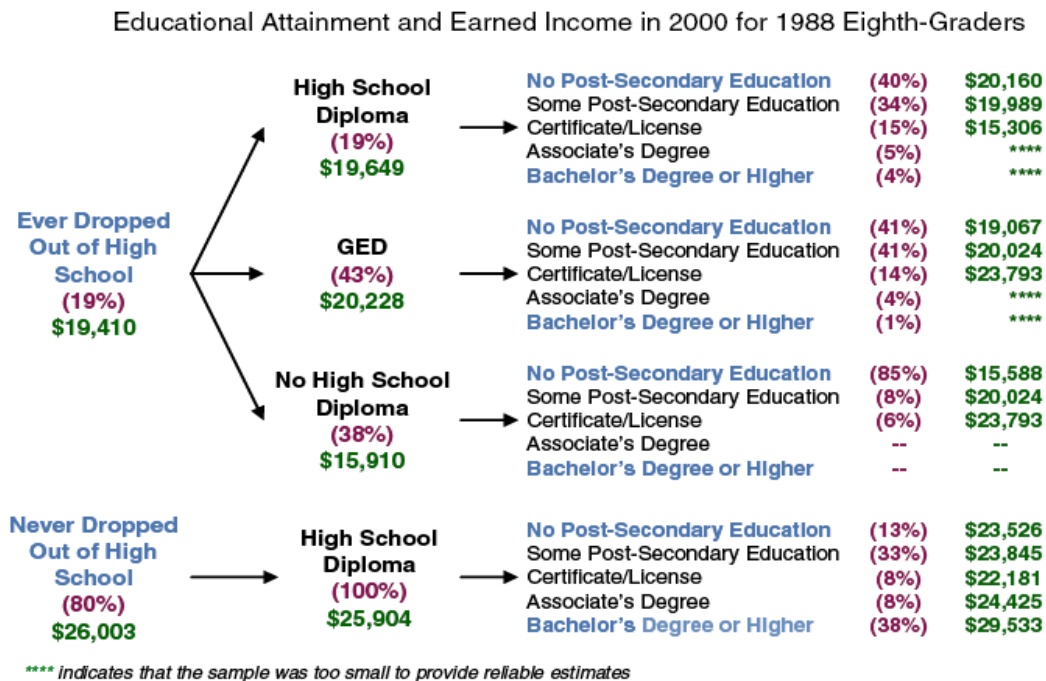 Educational Attainment and Earned Income in 2000 for 1988 Eighth-Graders
Ever Dropped
Out of High
School
(19%)
$19,410
High School
Diploma
(19%)
$19,649
No Post-Secondary Education (40%) $20,160
Some Post-Secondary Education (34%) $19,989
Certificate/License (15%) $15,306
Associate's Degree (5%) ****
Bachelor's Degree or Higher (4%) ****
GED
(43%)
$20,228
No Post-Secondary Education (41%) $19,067
Some Post-Secondary Education (41%) $20,024
Certificate/License (14%) $23,793
Associate's Degree (4%) ****
Bachelor's Degree or Higher (1%) ****
No High School
Diploma
(38%)
$15,910
No Post-Secondary Education (85%) $15,588
Some Post-Secondary Education (8%) $20,024
Certificate/License (6%) $23,793
Associate's Degree -- --
Bachelor's Degree or Higher -- --
Never Dropped
Out of High
School
(80%)
$26,003
High School
Diploma
(100%)
$25,904
No Post-Secondary Education (13%) $23,526
Some Post-Secondary Education (33%) $23,845
Certificate/License (8%) $22,181
Associate's Degree (8%) $24,425
Bachelor's Degree or Higher (38%) $29,533
**** indicates that the sample was too small to provide reliable estimates